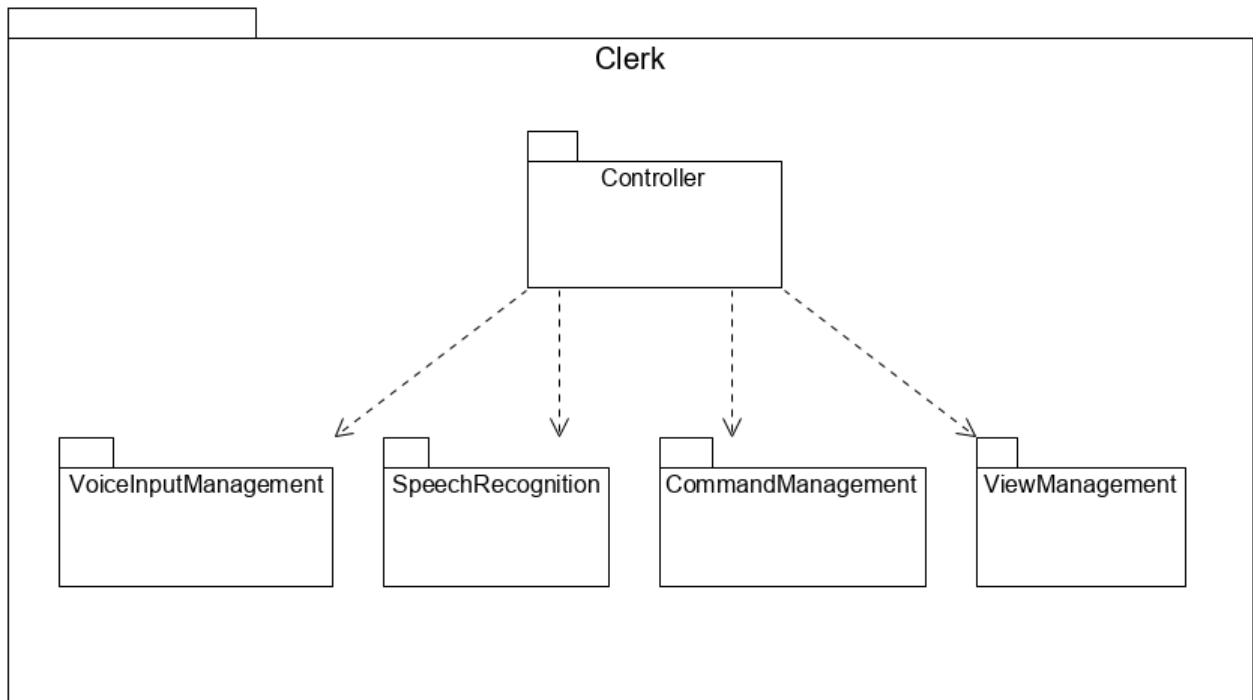 Clerk
Controller
VoiceInputManagement
SpeechRecognition
CommandManagement
ViewManagement